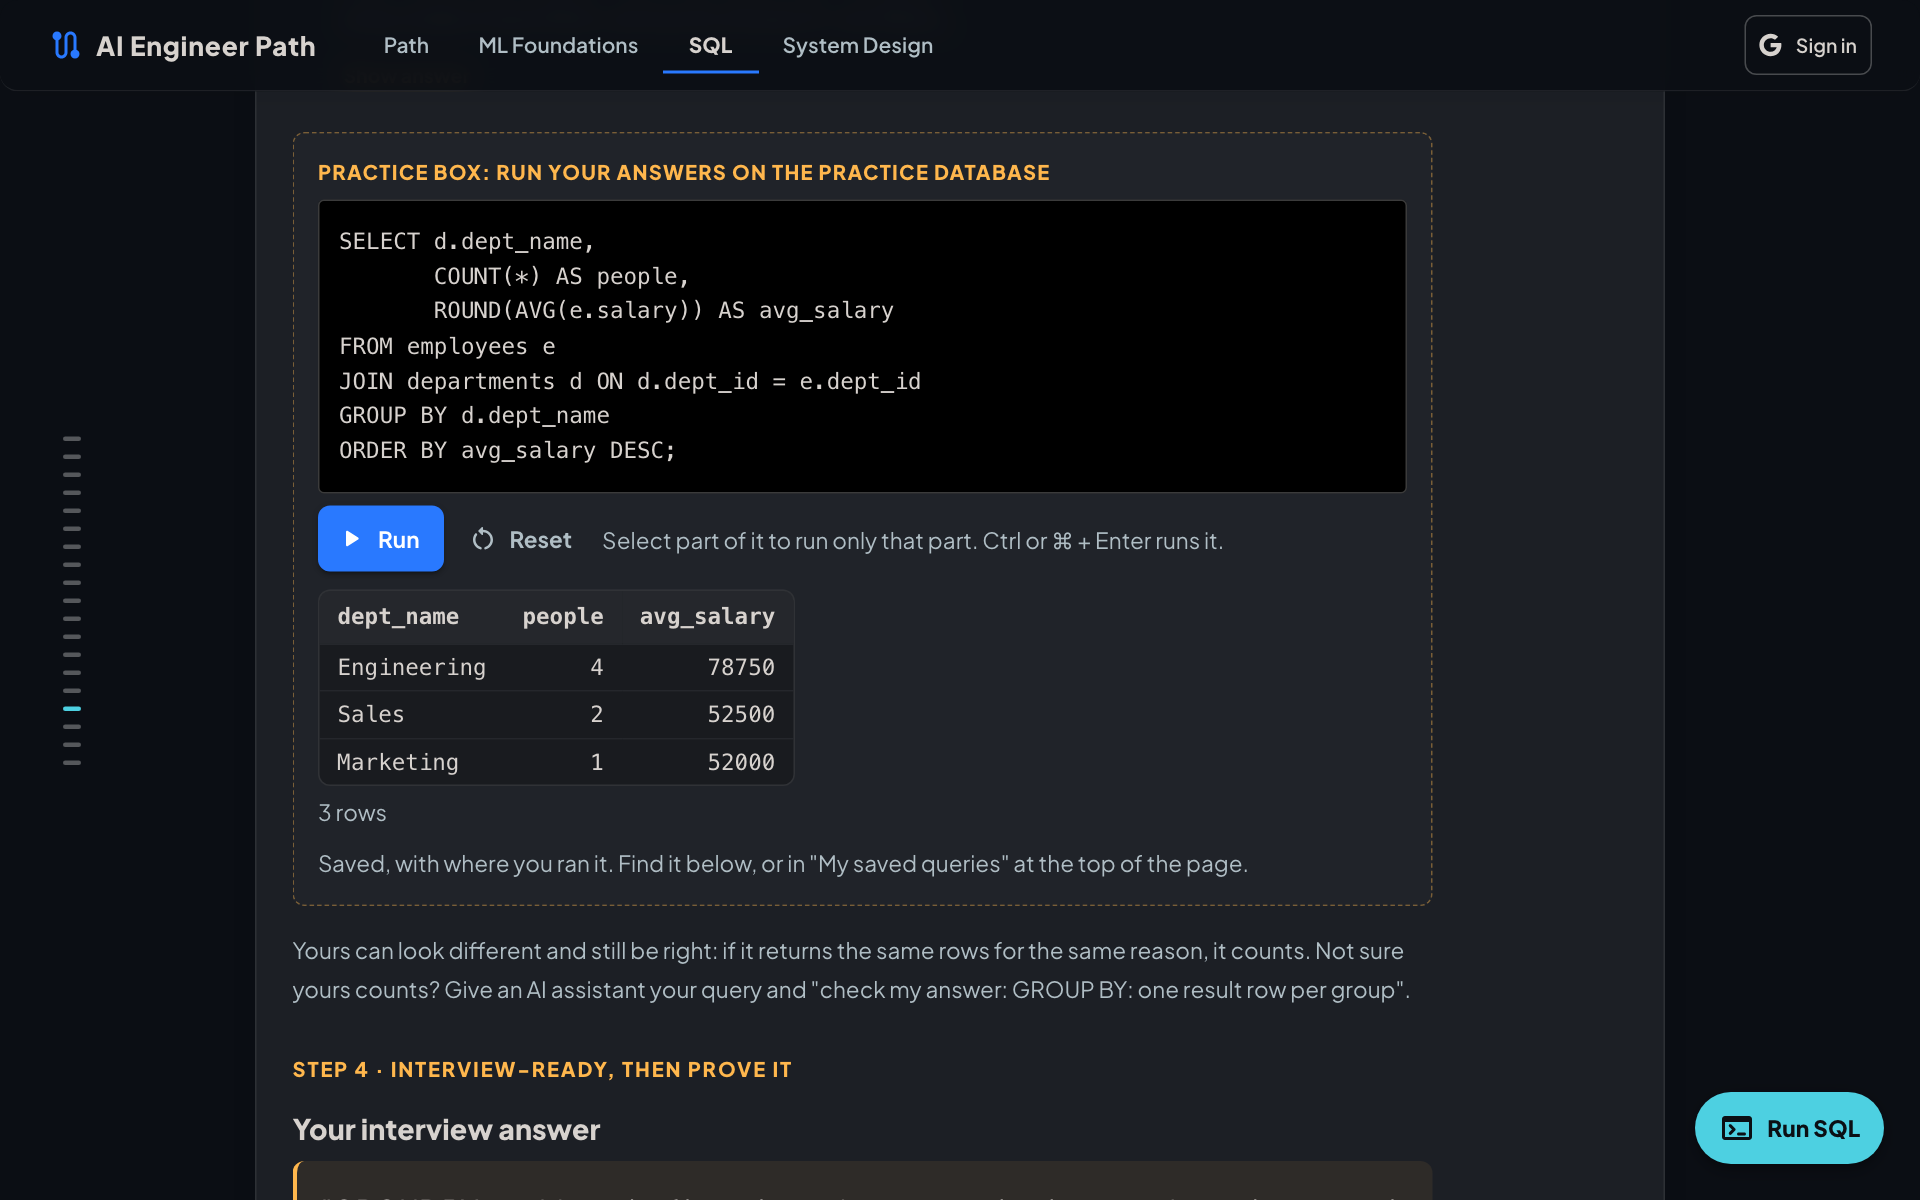 AI Engineer Path
Path
ML Foundations
SQL
System Design
Sign in
PRACTICE BOX: RUN YOUR ANSWERS ON THE PRACTICE DATABASE
SELECT d.dept_name,
COUNT(*) AS people,
ROUND(AVG(e.salary)) AS avg_salary
FROM employees e
JOIN departments d ON d.dept_id = e.dept_id
GROUP BY d.dept_name
ORDER BY avg_salary DESC;
Run
Reset
Select part of it to run only that part. Ctrl or ⌘ + Enter runs it.
dept_name people avg_salary
Engineering 4 78750
Sales 2 52500
Marketing 1 52000
3 rows
Saved, with where you ran it. Find it below, or in "My saved queries" at the top of the page.
Yours can look different and still be right: if it returns the same rows for the same reason, it counts. Not sure
yours counts? Give an AI assistant your query and "check my answer: GROUP BY: one result row per group".
STEP 4 · INTERVIEW-READY, THEN PROVE IT
Your interview answer
Run SQL